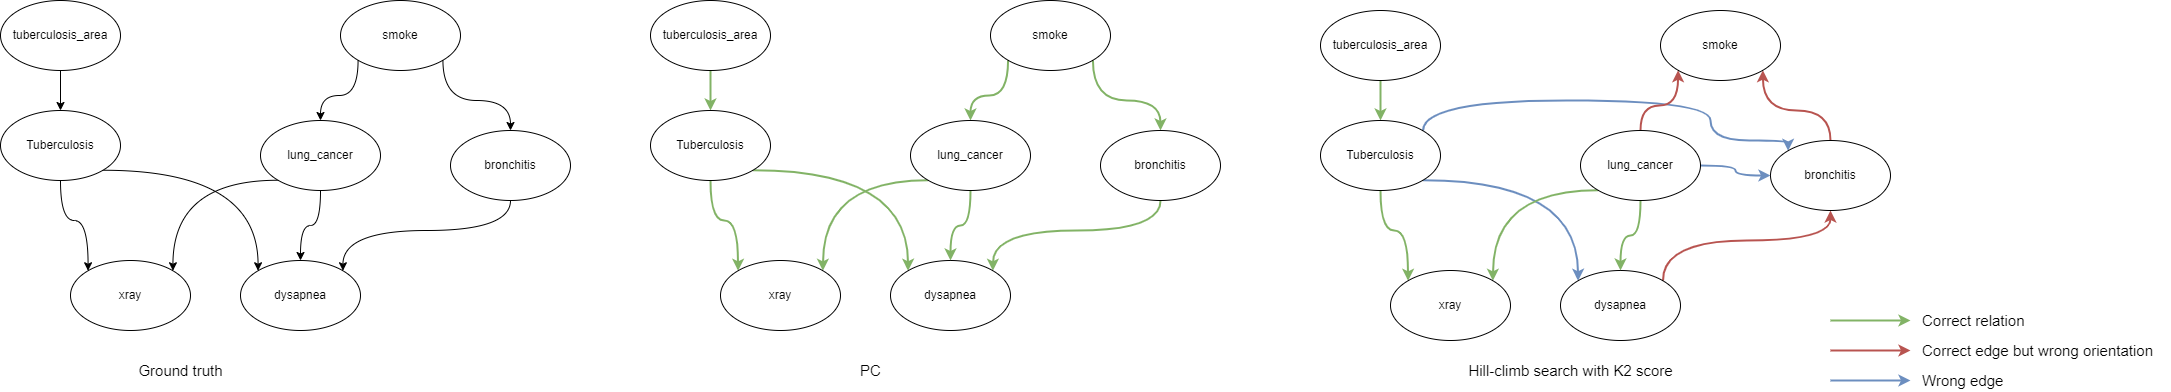 tuberculosis_area
smoke
Tuberculosis
lung_cancer
bronchitis
xray
dysapnea
Ground truth
tuberculosis_area
smoke
Tuberculosis
lung_cancer
bronchitis
xray
dysapnea
PC
tuberculosis_area
smoke
Tuberculosis
lung_cancer
bronchitis
xray
dysapnea
Hill-climb search with K2 score
Correct relation
Correct edge but wrong orientation
Wrong edge